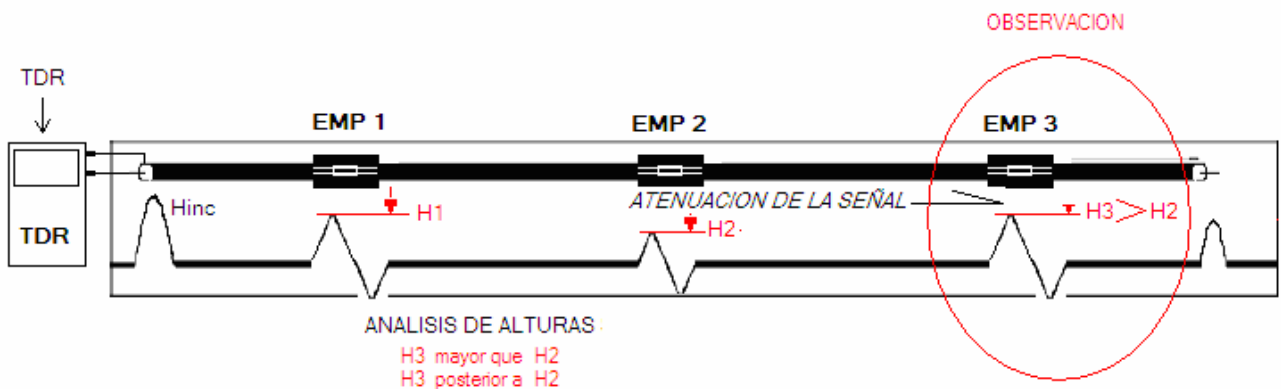 OBSERVACION
TDR
EMP 1
EMP 2
EMP 3
Hinc
H1
ATENUACION DE LA SEÑAL
H2
H3 > H2
TDR
ANALISIS DE ALTURAS
H3 mayor que H2
H3 posterior a H2